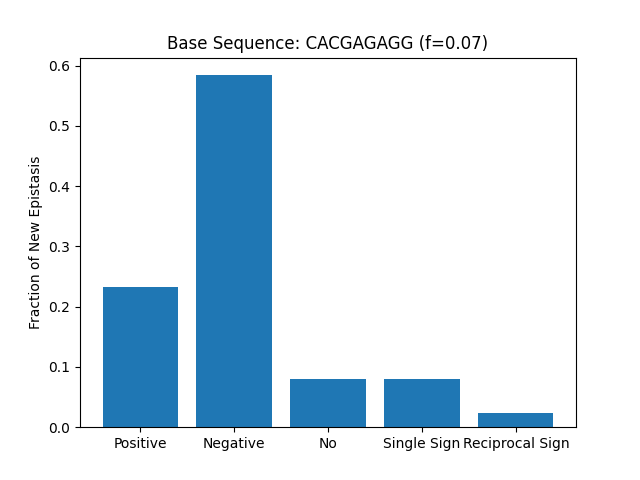 Base Sequence: CACGAGAGG (f=0.07)
Fraction of New Epistasis
0.6
0.5
0.4
0.3
0.2
0.1
0.0
Positive Negative No Single Sign Reciprocal Sign